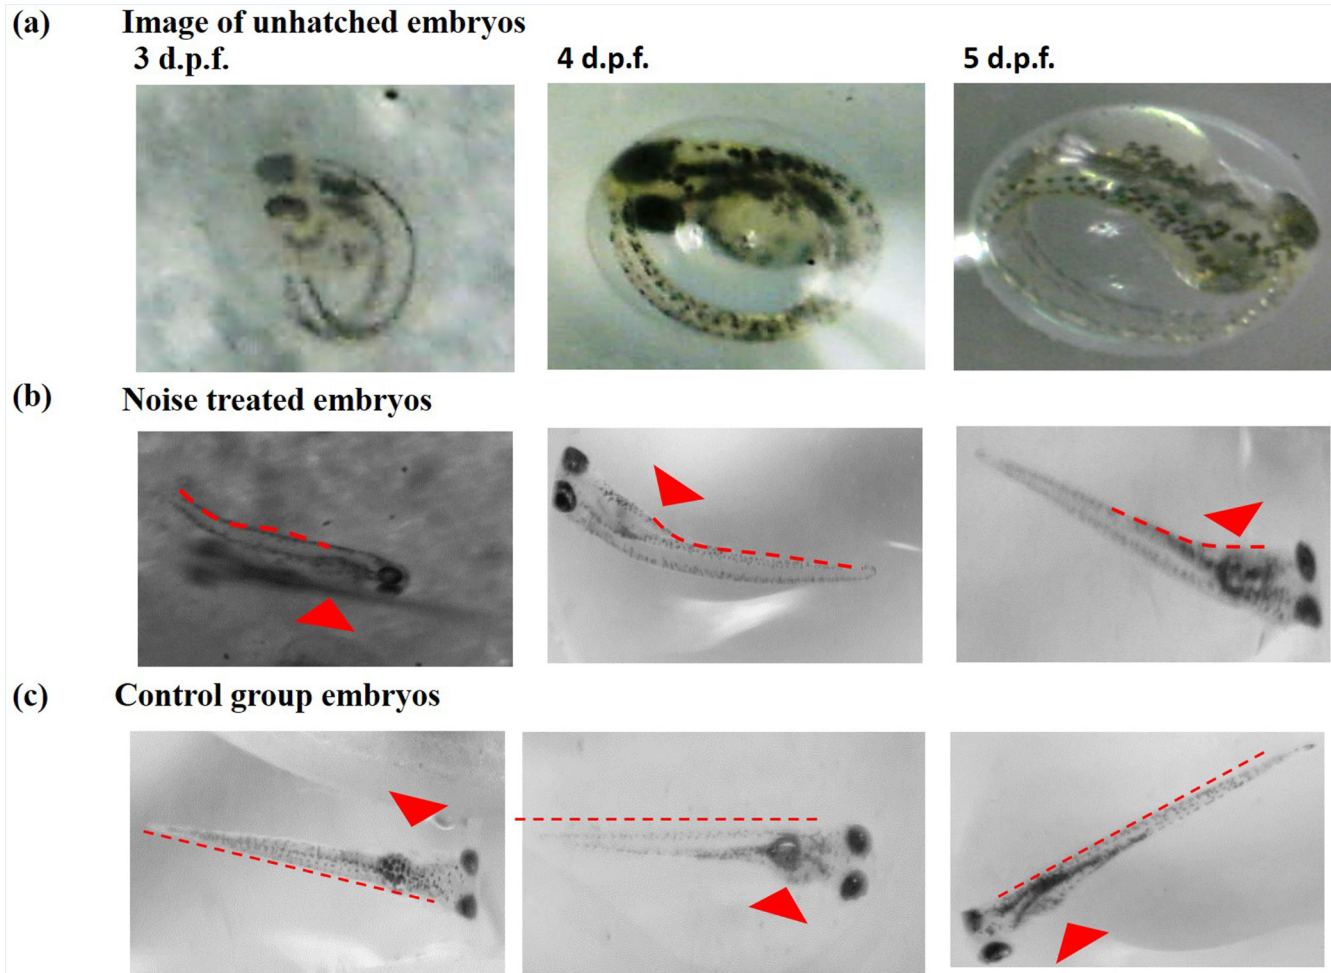 (a) Image of unhatched embryos
3 d.p.f. 4 d.p.f. 5 d.p.f.
(b) Noise treated embryos
(c) Control group embryos